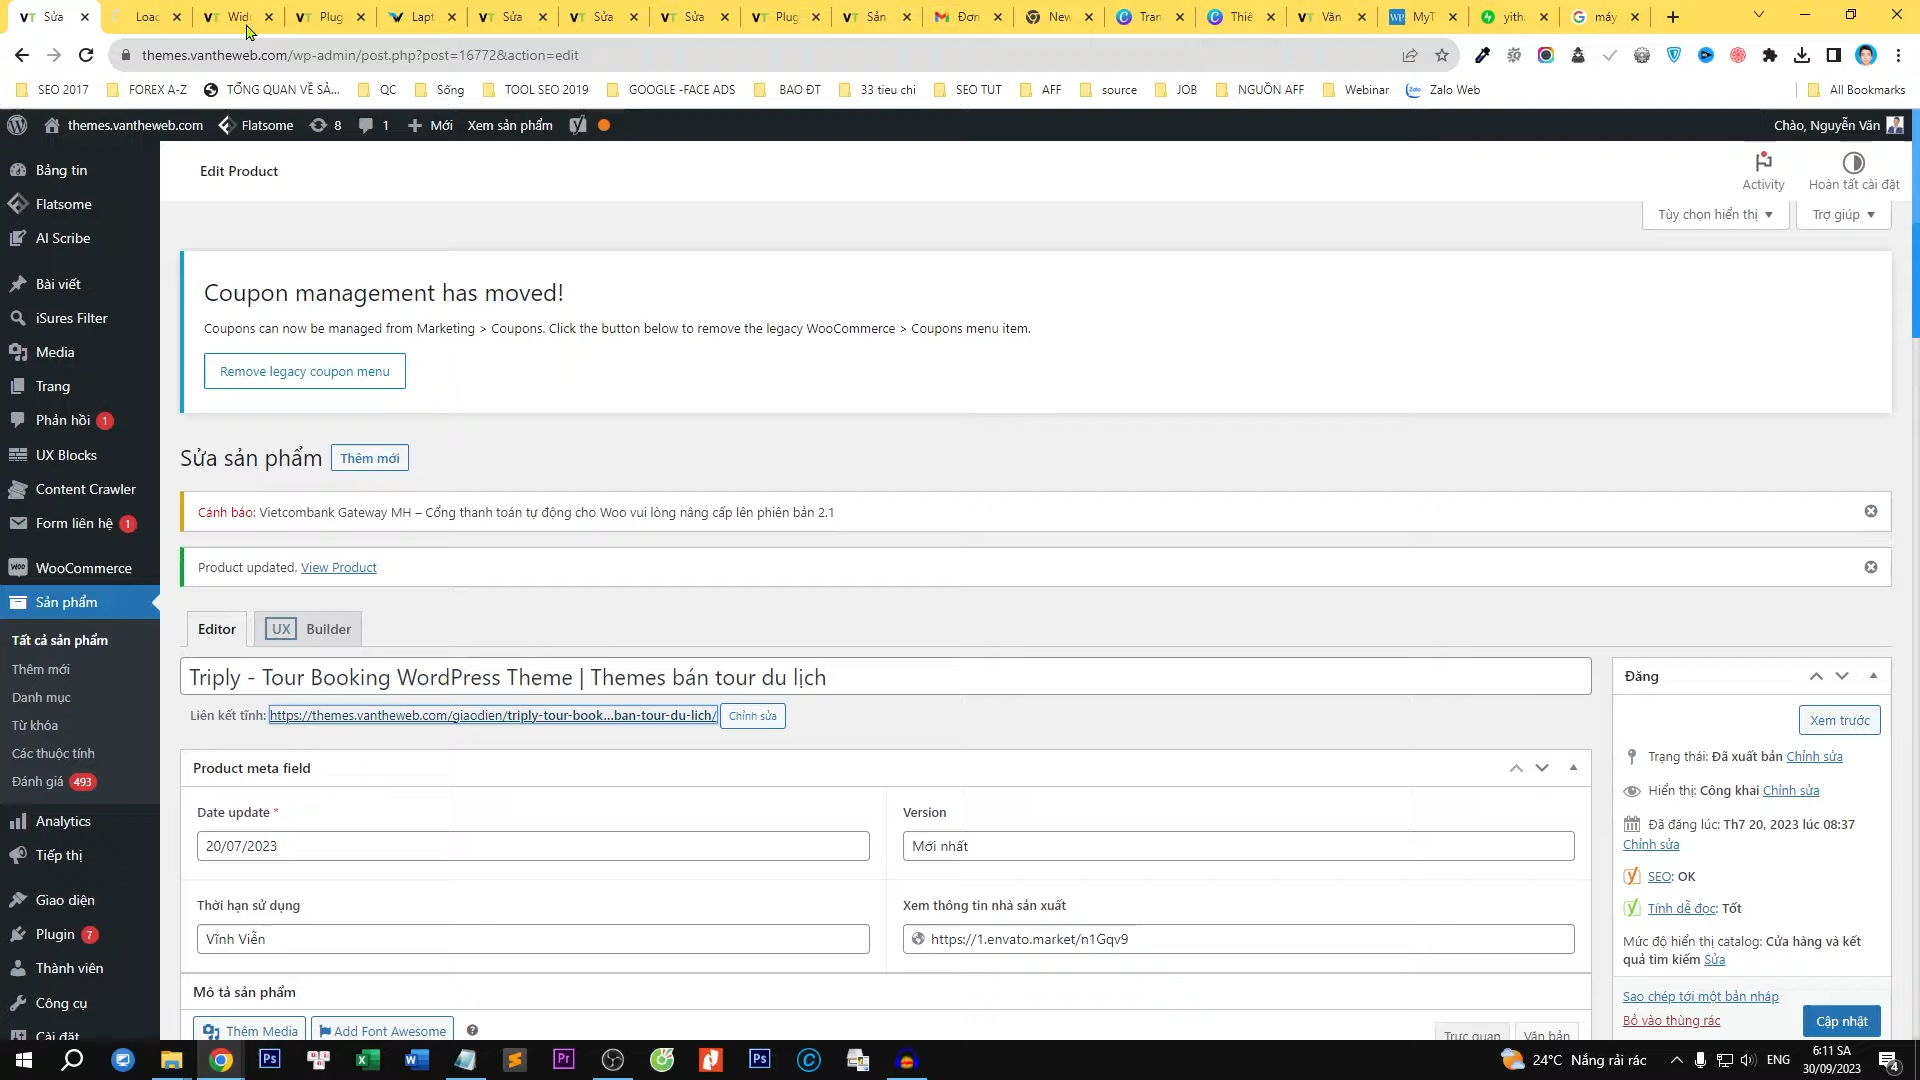 Sửa
Load
Widg
Plug
Lapt
Sửa
Sửa
Sửa
Plug
Sản
Đơn
New
Tran
Thiế
Văn
MyT
yith
máy
themes.vantheweb.com/wp-admin/post.php?post=16772&action=edit
SEO 2017
FOREX A-Z
TỔNG QUAN VỀ SẢ...
QC
Sống
TOOL SEO 2019
GOOGLE -FACE ADS
BAO ĐT
33 tieu chi
SEO TUT
AFF
source
JOB
NGUỒN AFF
Webinar
Zalo Web
All Bookmarks
themes.vantheweb.com
Flatsome
8
1
Mới
Xem sản phẩm
Chào, Nguyễn Văn
Bảng tin
Flatsome
AI Scribe
Bài viết
iSures Filter
Media
Trang
Phản hồi 1
UX Blocks
Content Crawler
Form liên hệ 1
WooCommerce
Sản phẩm
Tất cả sản phẩm
Thêm mới
Danh mục
Từ khóa
Các thuộc tính
Đánh giá 493
Analytics
Tiếp thị
Giao diện
Plugin 7
Thành viên
Công cụ
Cài đặt
Edit Product
Activity
Hoàn tất cài đặt
Tùy chọn hiển thị ▼
Trợ giúp ▼
Coupon management has moved!
Coupons can now be managed from Marketing > Coupons. Click the button below to remove the legacy WooCommerce > Coupons menu item.
Remove legacy coupon menu
Sửa sản phẩm Thêm mới
Cảnh báo: Vietcombank Gateway MH – Cổng thanh toán tự động cho Woo vui lòng nâng cấp lên phiên bản 2.1
Product updated. View Product
Editor
UX Builder
Triply - Tour Booking WordPress Theme | Themes bán tour du lịch
Liên kết tĩnh: https://themes.vantheweb.com/giaodien/triply-tour-book...ban-tour-du-lich/ Chỉnh sửa
Product meta field
Date update *
20/07/2023
Version
Mới nhất
Thời hạn sử dụng
Vĩnh Viễn
Xem thông tin nhà sản xuất
https://1.envato.market/n1Gqv9
Mô tả sản phẩm
Thêm Media
Add Font Awesome
Trực quan
Văn bản
Đăng
Xem trước
Trạng thái: Đã xuất bản Chỉnh sửa
Hiển thị: Công khai Chỉnh sửa
Đã đăng lúc: Th7 20, 2023 lúc 08:37
Chỉnh sửa
SEO: OK
Tính dễ đọc: Tốt
Mức độ hiển thị catalog: Cửa hàng và kết
quả tìm kiếm Sửa
Sao chép tới một bản nháp
Bỏ vào thùng rác
Cập nhật
24°C Nắng rải rác
ENG
6:11 SA
30/09/2023
4